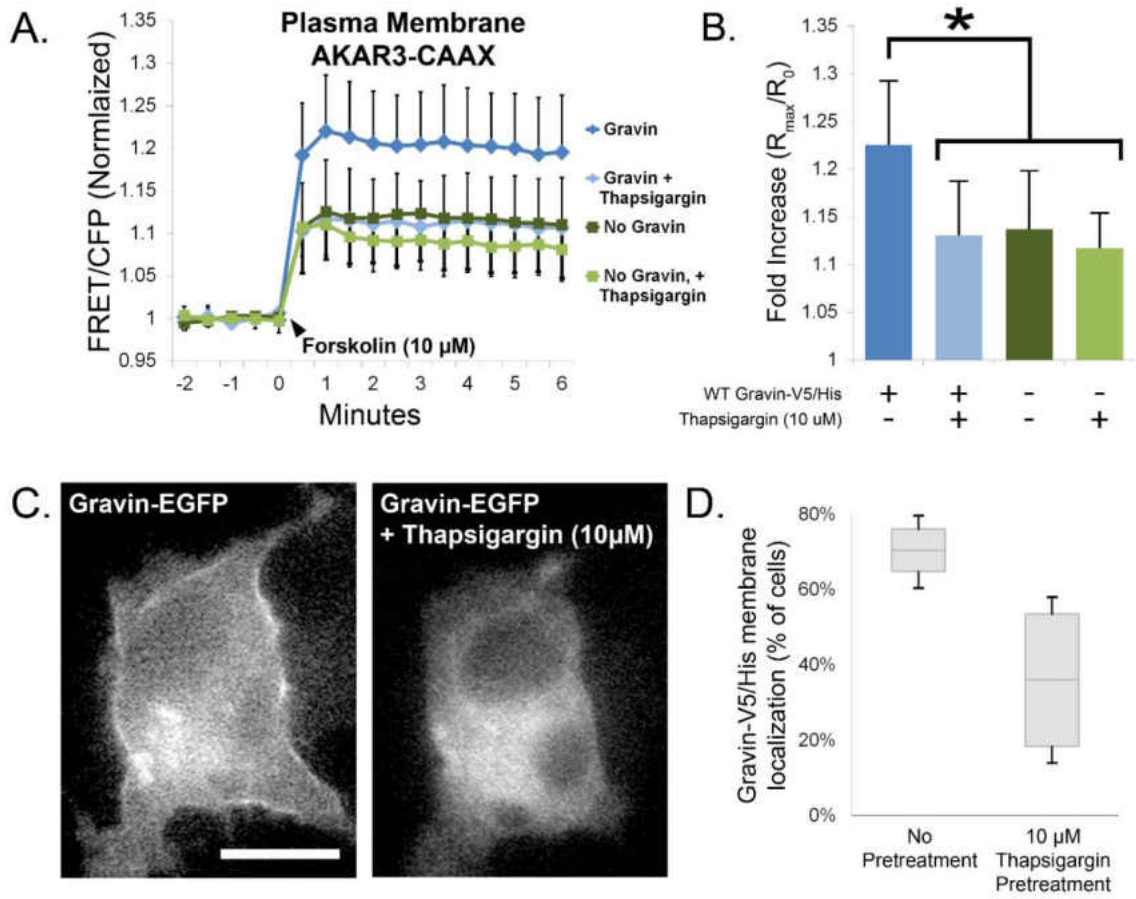 A.
Plasma Membrane
AKAR3-CAAX
FRET/CFP (Normlaized)
1.35
1.3
1.25
1.2
1.15
1.1
1.05
1
0.95
Gravin
Gravin +
Thapsigargin
No Gravin
No Gravin, +
Thapsigargin
Forskolin (10 µM)
-2 -1 0 1 2 3 4 5 6
Minutes
B.
*
Fold Increase (Rmax/R0)
1.35
1.3
1.25
1.2
1.15
1.1
1.05
1
WT Gravin-V5/His + + - -
Thapsigargin (10 uM) - + - +
C.
Gravin-EGFP
Gravin-EGFP
+ Thapsigargin (10µM)
D.
Gravin-V5/His membrane
localization (% of cells)
80%
60%
40%
20%
0%
No
Pretreatment
10 µM
Thapsigargin
Pretreatment